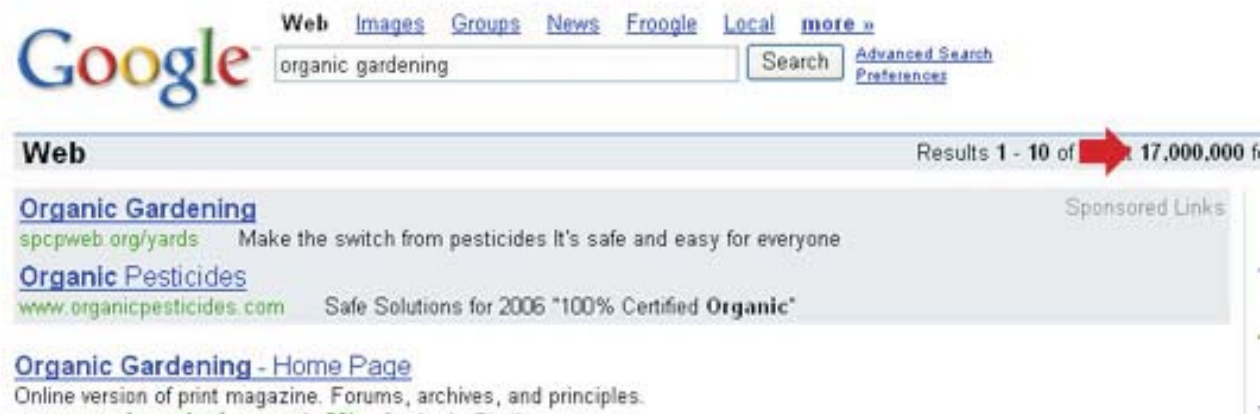 Google
Web Images Groups News Froogle Local more »
organic gardening Search Advanced Search
Preferences
Web Results 1 - 10 of 17,000,000
Organic Gardening Sponsored Links
spcpweb.org/yards Make the switch from pesticides It's safe and easy for everyone
Organic Pesticides
www.organicpesticides.com Safe Solutions for 2006 "100% Certified Organic"
Organic Gardening - Home Page
Online version of print magazine. Forums, archives, and principles.